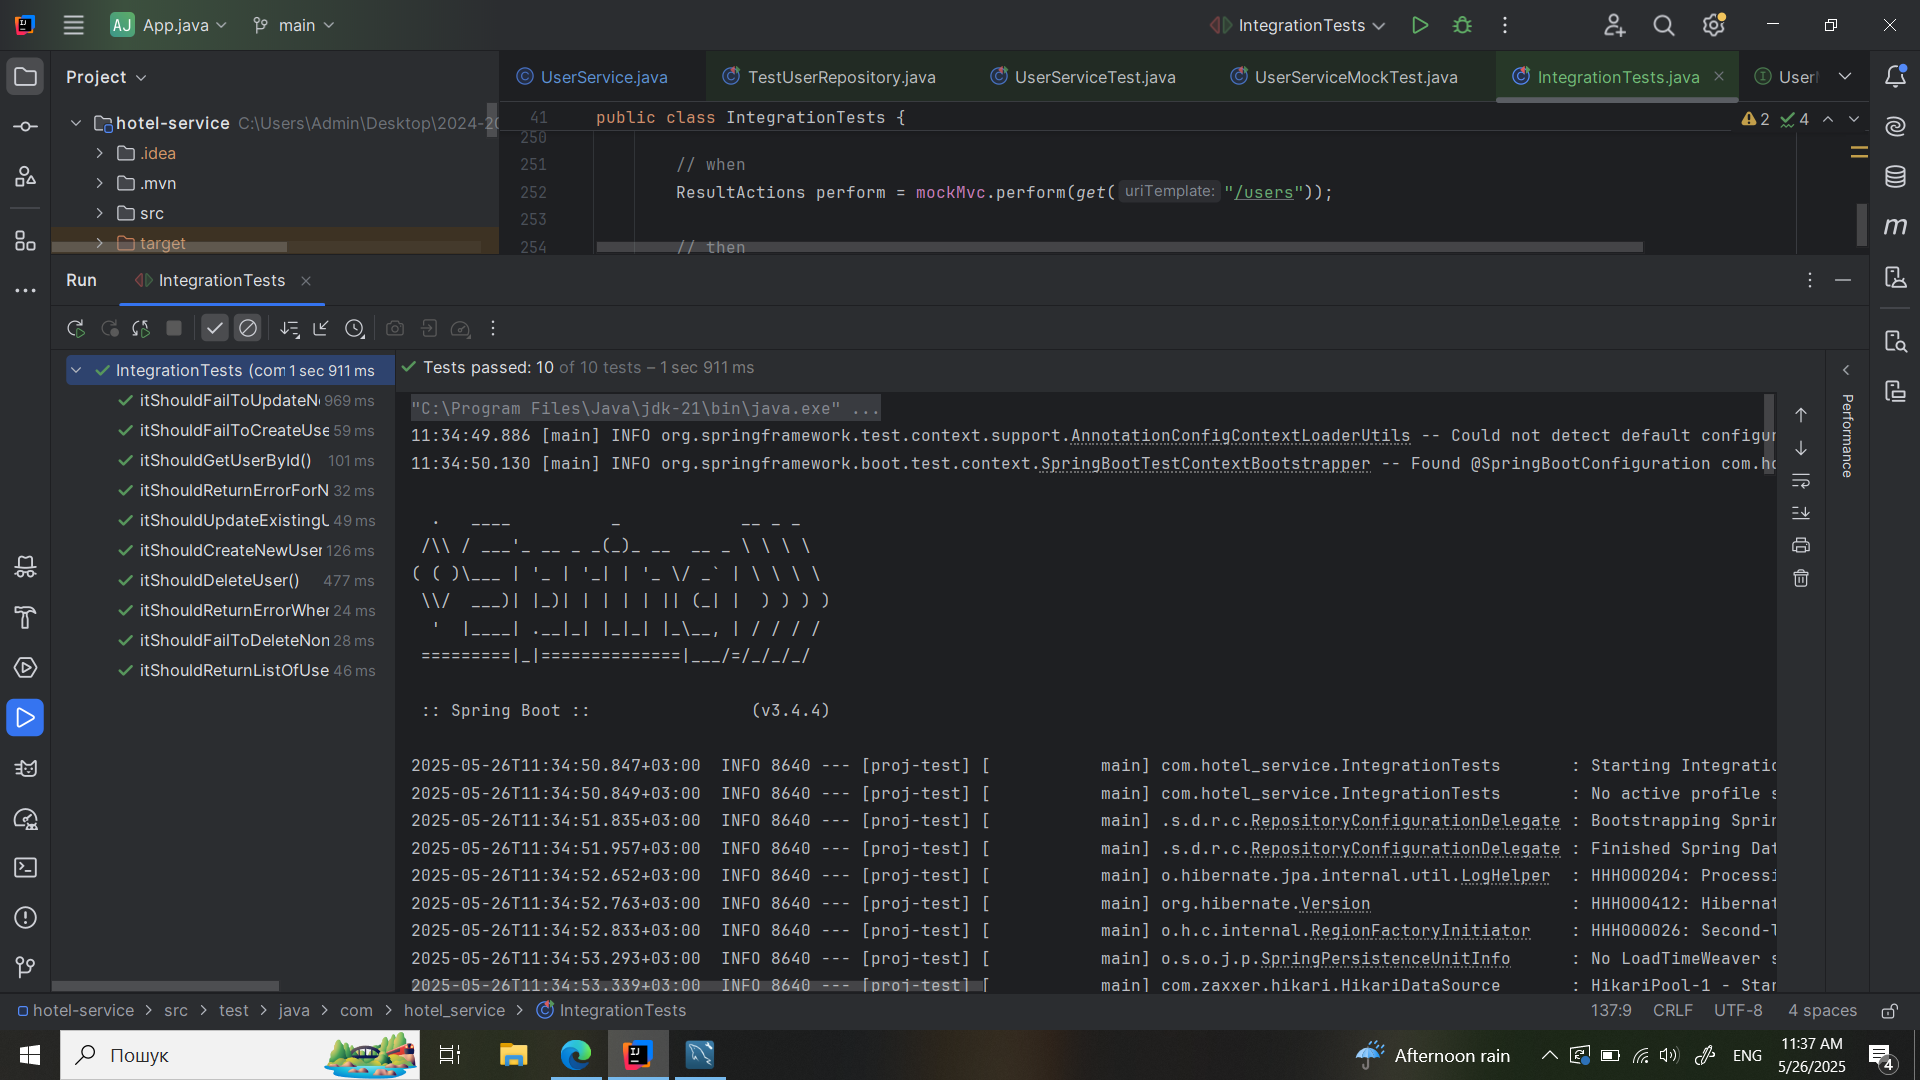 AJ App.java main IntegrationTests
Project
UserService.java TestUserRepository.java UserServiceTest.java UserServiceMockTest.java IntegrationTests.java User
hotel-service C:\Users\Admin\Desktop\2024-20
.idea
.mvn
src
target
41 public class IntegrationTests {
2 4
250
251 // when
252 ResultActions perform = mockMvc.perform(get( uriTemplate: "/users"));
253
254 // then
Run IntegrationTests
IntegrationTests (com 1 sec 911 ms
itShouldFailToUpdateN 969 ms
itShouldFailToCreateUse 59 ms
itShouldGetUserById() 101 ms
itShouldReturnErrorForN 32 ms
itShouldUpdateExistingU 49 ms
itShouldCreateNewUser 126 ms
itShouldDeleteUser() 477 ms
itShouldReturnErrorWher 24 ms
itShouldFailToDeleteNon 28 ms
itShouldReturnListOfUse 46 ms
Tests passed: 10 of 10 tests – 1 sec 911 ms
"C:\Program Files\Java\jdk-21\bin\java.exe" ...
11:34:49.886 [main] INFO org.springframework.test.context.support.AnnotationConfigContextLoaderUtils -- Could not detect default configur
11:34:50.130 [main] INFO org.springframework.boot.test.context.SpringBootTestContextBootstrapper -- Found @SpringBootConfiguration com.ho
  .   ____          _            __ _ _
 /\\ / ___'_ __ _ _(_)_ __  __ _ \ \ \ \
( ( )\___ | '_ | '_| | '_ \/ _` | \ \ \ \
 \\/  ___)| |_)| | | | | || (_| |  ) ) ) )
  '  |____| .__|_| |_|_| |_\__, | / / / /
 =========|_|==============|___/=/_/_/_/
:: Spring Boot :: (v3.4.4)
2025-05-26T11:34:50.847+03:00 INFO 8640 --- [proj-test] [ main] com.hotel_service.IntegrationTests : Starting Integratio
2025-05-26T11:34:50.849+03:00 INFO 8640 --- [proj-test] [ main] com.hotel_service.IntegrationTests : No active profile s
2025-05-26T11:34:51.835+03:00 INFO 8640 --- [proj-test] [ main] .s.d.r.c.RepositoryConfigurationDelegate : Bootstrapping Sprin
2025-05-26T11:34:51.957+03:00 INFO 8640 --- [proj-test] [ main] .s.d.r.c.RepositoryConfigurationDelegate : Finished Spring Dat
2025-05-26T11:34:52.652+03:00 INFO 8640 --- [proj-test] [ main] o.hibernate.jpa.internal.util.LogHelper : HHH000204: Processi
2025-05-26T11:34:52.763+03:00 INFO 8640 --- [proj-test] [ main] org.hibernate.Version : HHH000412: Hibernat
2025-05-26T11:34:52.833+03:00 INFO 8640 --- [proj-test] [ main] o.h.c.internal.RegionFactoryInitiator : HHH000026: Second-l
2025-05-26T11:34:53.293+03:00 INFO 8640 --- [proj-test] [ main] o.s.o.j.p.SpringPersistenceUnitInfo : No LoadTimeWeaver s
2025-05-26T11:34:53.339+03:00 INFO 8640 --- [proj-test] [ main] com.zaxxer.hikari.HikariDataSource : HikariPool-1 - Star
Performance
hotel-service > src > test > java > com > hotel_service > IntegrationTests
137:9 CRLF UTF-8 4 spaces
Пошук
Afternoon rain ENG 11:37 AM
5/26/2025
4